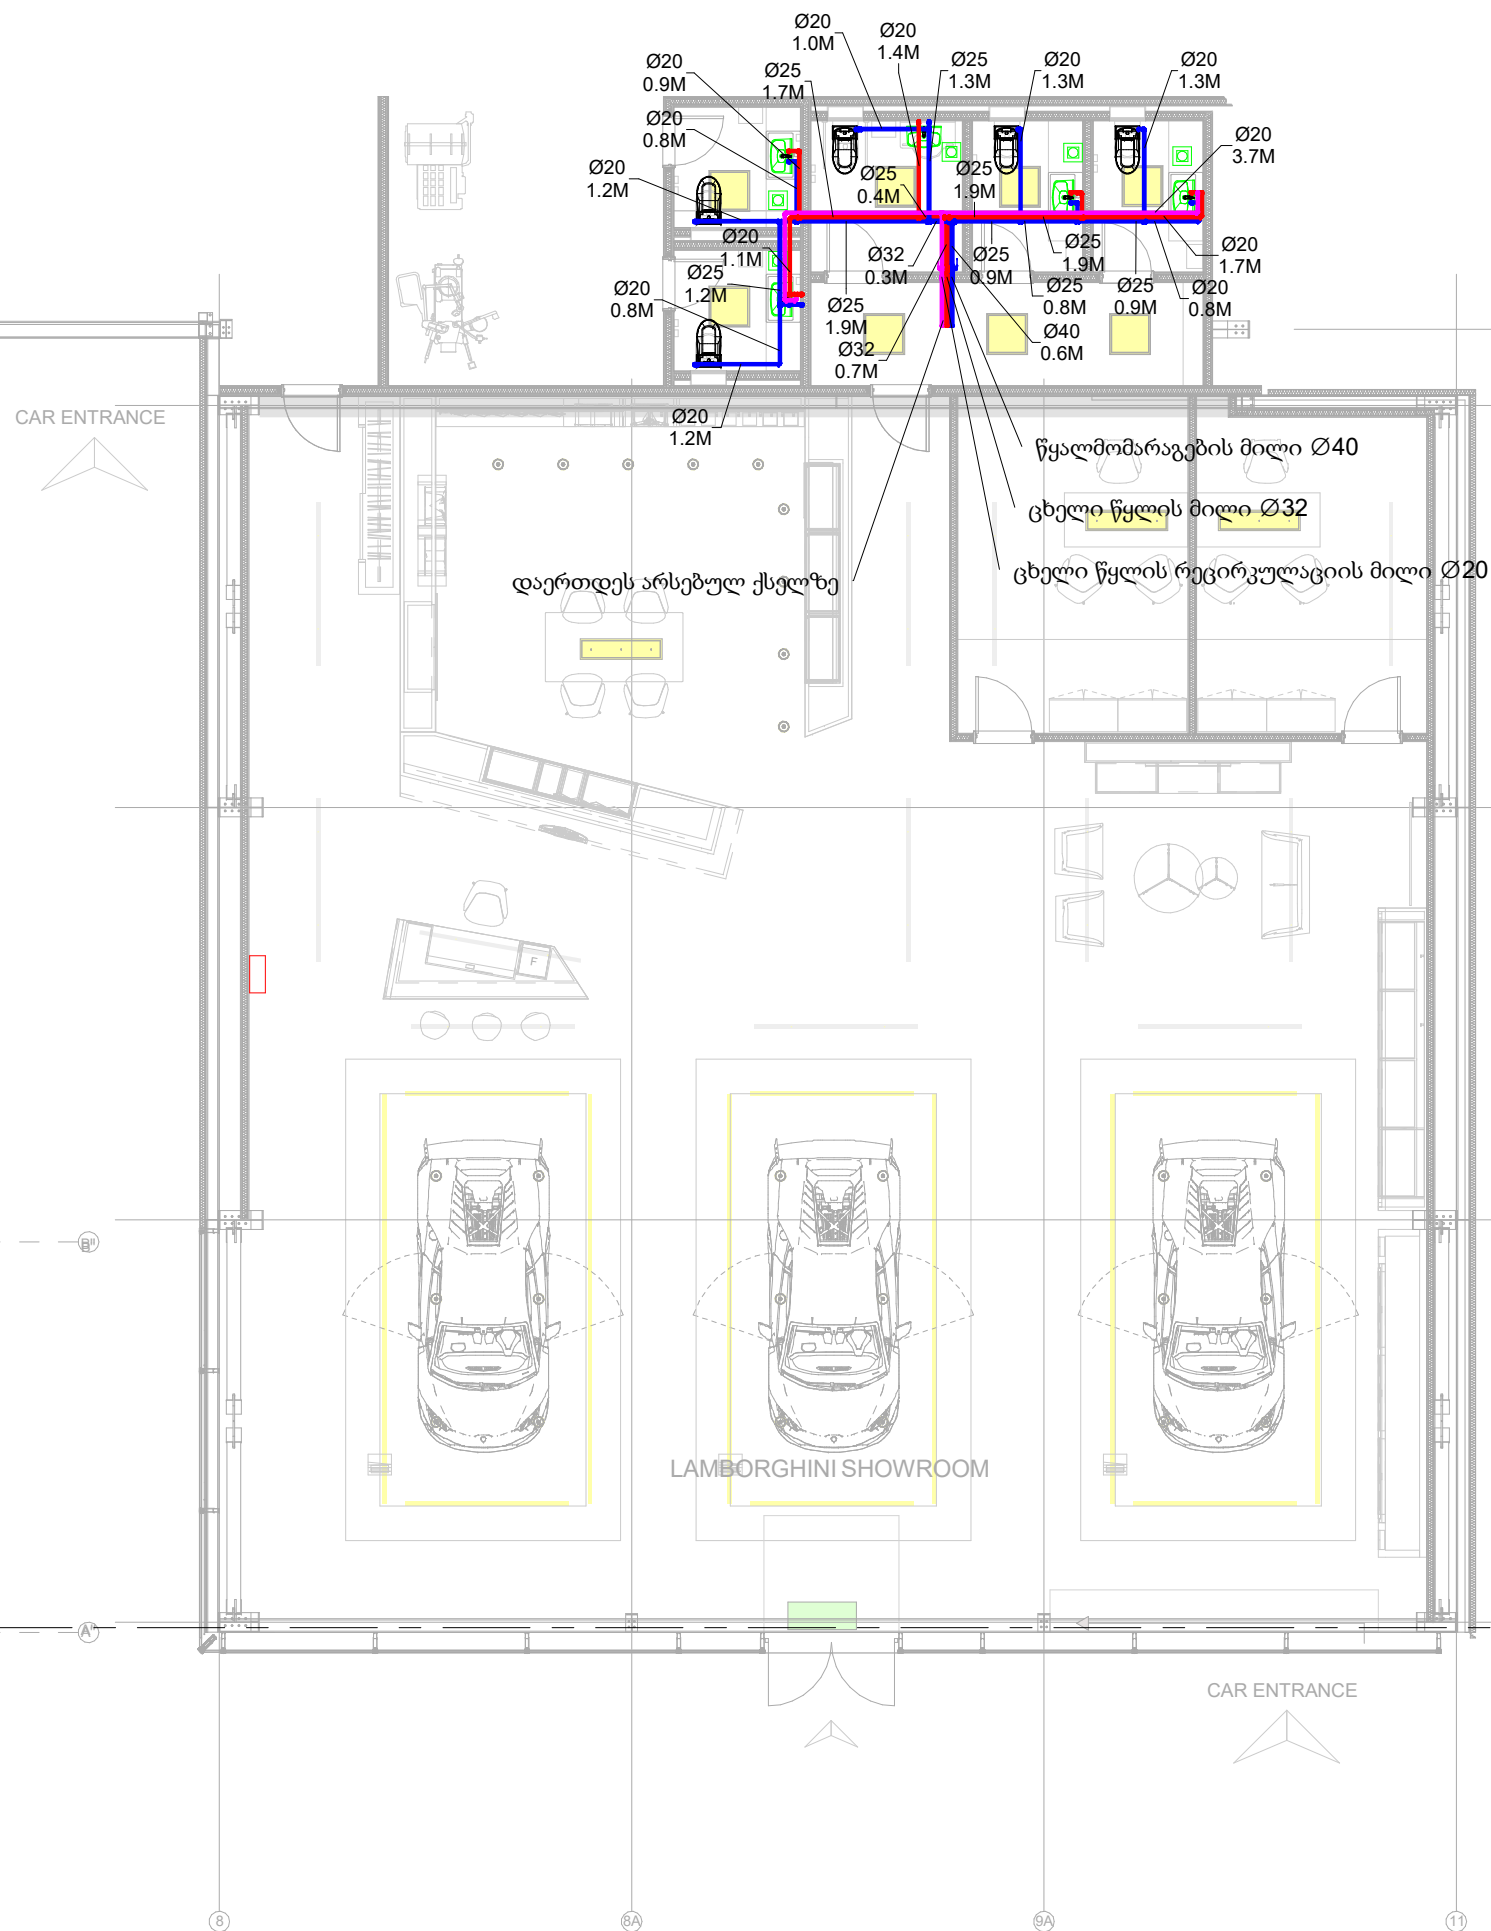 Ø20
1.0M
Ø20
1.4M
Ø20
0.9M
Ø25
1.7M
Ø25
1.3M
Ø20
1.3M
Ø20
1.3M
Ø20
0.8M
Ø20
3.7M
Ø20
1.2M
Ø25
0.4M
Ø25
1.9M
Ø20
1.1M
Ø32
0.3M
Ø25
0.9M
Ø25
1.9M
Ø20
1.7M
Ø20
0.8M
Ø25
1.2M
Ø25
1.9M
Ø25
0.8M
Ø25
0.9M
Ø20
0.8M
Ø32
0.7M
Ø40
0.6M
Ø20
1.2M
CAR ENTRANCE
წყალმომარაგების მილი Ø40
ცხელი წყლის მილი Ø32
ცხელი წყლის რეცირკულაციის მილი Ø20
დაერთდეს არსებულ ქსელზე
F
B"
LAMBORGHINI SHOWROOM
A"
CAR ENTRANCE
8
8A
9A
11